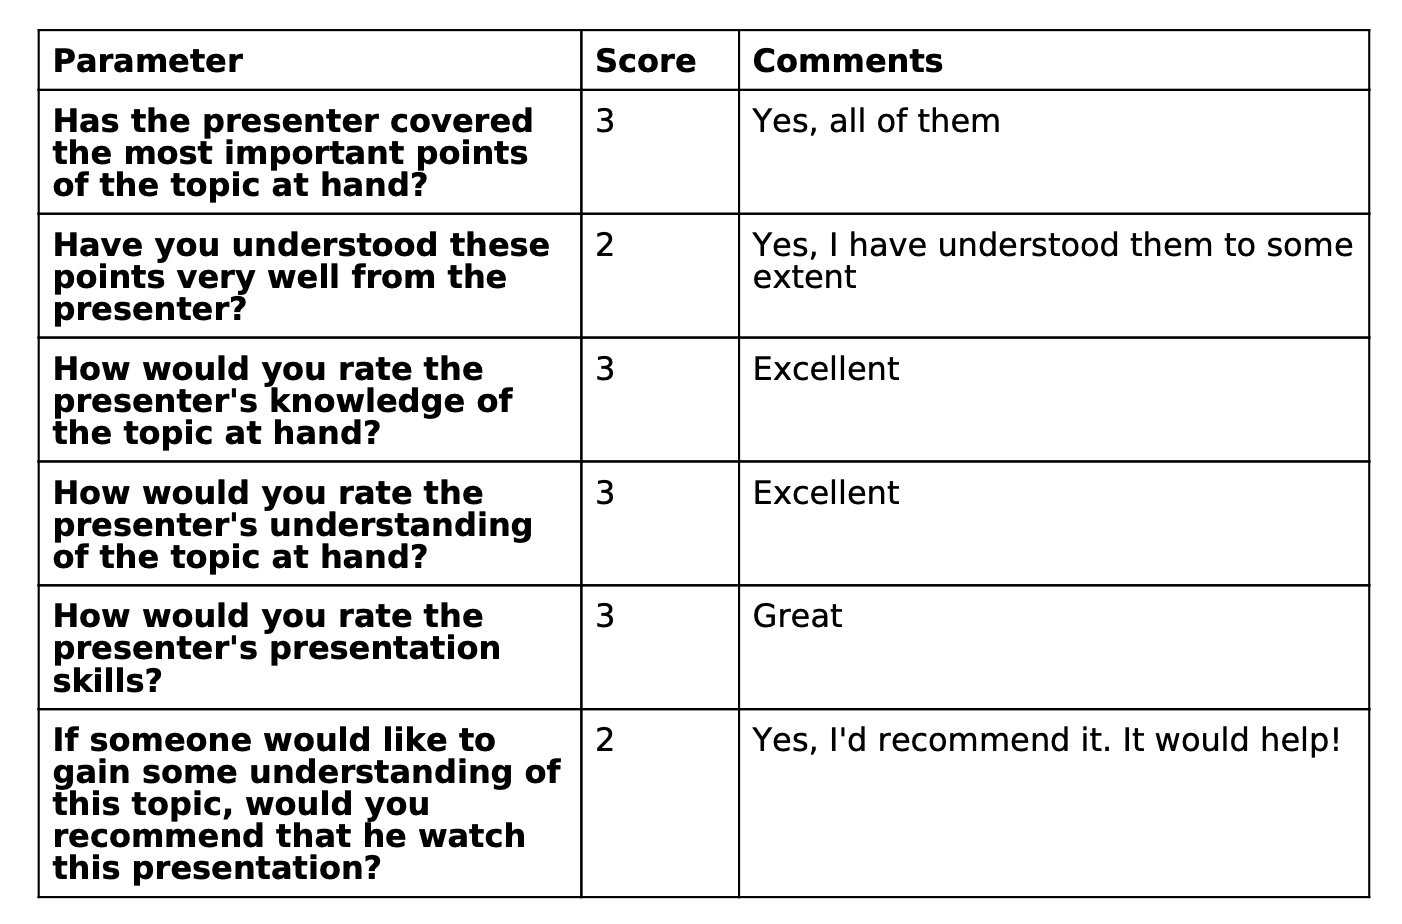 Parameter Score Comments
Has the presenter covered 3 Yes, all of them
the most important points
of the topic at hand?
Have you understood these 2 Yes, I have understood them to some
points very well from the extent
presenter?
How would you rate the 3 Excellent
presenter's knowledge of
the topic at hand?
How would you rate the 3 Excellent
presenter's understanding
of the topic at hand?
How would you rate the 3 Great
presenter's presentation
skills?
If someone would like to 2 Yes, I'd recommend it. It would help!
gain some understanding of
this topic, would you
recommend that he watch
this presentation?